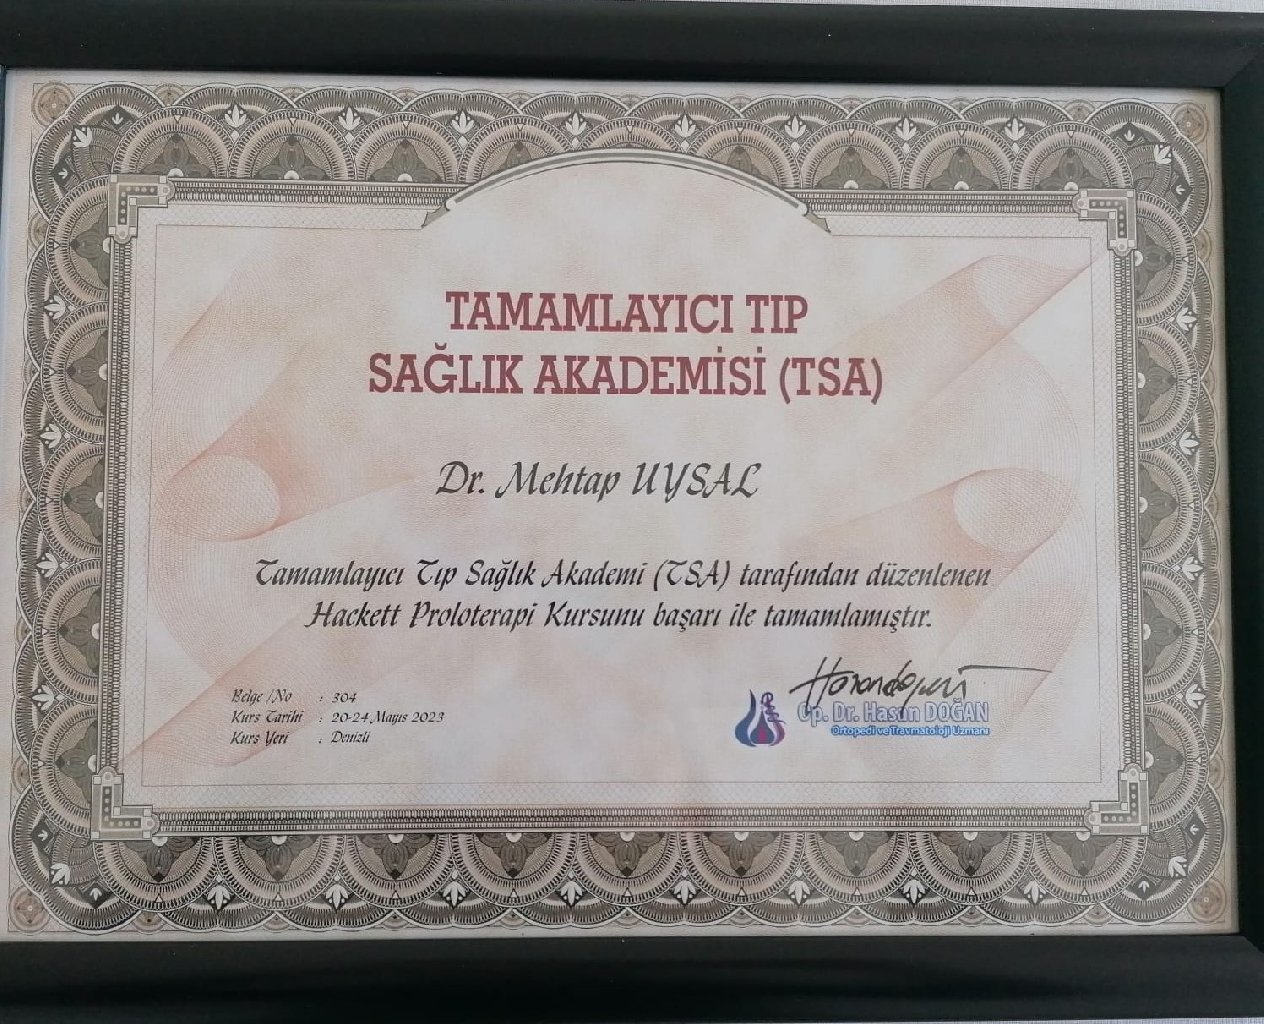 TAMAMLAYICI TIP
SAĞLIK AKADEMİSİ (TSA)
Dr. Mehtap UYSAL
Tamamlayıcı Tıp Sağlık Akademi (TSA) tarafından düzenlenen
Hackett Proloterapi Kursunu başarı ile tamamlamıştır.
Belge /No : 304
Kurs Tarihi : 20-24 Mayıs 2023
Kurs Yeri : Denizli
Op. Dr. Hasan DOĞAN
Ortopedi ve Travmatoloji Uzmanı